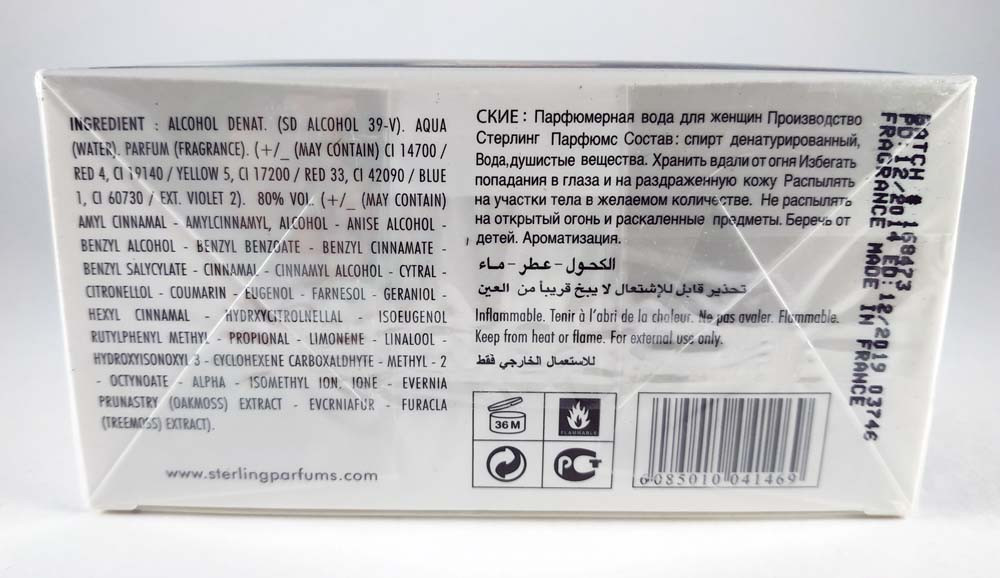 INGREDIENT : ALCOHOL DENAT. (SD ALCOHOL 39-V). AQUA
(WATER). PARFUM (FRAGRANCE). (+/_ (MAY CONTAIN) CI 14700 /
RED 4, CI 19140 / YELLOW 5, CI 17200 / RED 33, CI 42090 / BLUE
1, CI 60730 / EXT. VIOLET 2). 80% VOL. (+/_ (MAY CONTAIN)
AMYL CINNAMAL - AMYLCINNAMYL, ALCOHOL - ANISE ALCOHOL -
BENZYL ALCOHOL - BENZYL BENZOATE - BENZYL CINNAMATE -
BENZYL SALYCYLATE - CINNAMAL - CINNAMYL ALCOHOL - CYTRAL -
CITRONELLOL - COUMARIN - EUGENOL - FARNESOL - GERANIOL -
HEXYL CINNAMAL - HYDRXYCITROLNELLAL - ISOEUGENOL
RUTYLPHENYL METHYL - PROPIONAL - LIMONENE - LINALOOL -
HYDROXYISONOXYL 3 - CYCLOHEXENE CARBOXALDHYTE - METHYL - 2
- OCTYNOATE - ALPHA - ISOMETHYL ION. IONE - EVERNIA
PRUNASTRY (OAKMOSS) EXTRACT - EVCRNIAFUR - FURACLA
(TREEMOSS) EXTRACT).
www.sterlingparfums.com
СКИЕ : Парфюмерная вода для женщин Производство
Стерлинг Парфюмс Состав: спирт денатурированный,
Вода,душистые вещества. Хранить вдали от огня Избегать
попадания в глаза и на раздраженную кожу Распылять
на участки тела в желаемом количестве. Не распылять
на открытый огонь и раскаленные предметы. Беречь от
детей. Ароматизация.
الكحول - عطر - ماء
تحذير قابل للإشتعال لا يبخ قريباً من العين
Inflammable. Tenir à l'abri de la chaleur. Ne pas avaler. Flammable.
Keep from heat or flame. For external use only.
للاستعمال الخارجي فقط
36 M
FLAMMABLE
РСТ
6085010 041469
BATCH # 168473
PD:12/2014 ED:12/2019 03746
FRAGRANCE MADE IN FRANCE